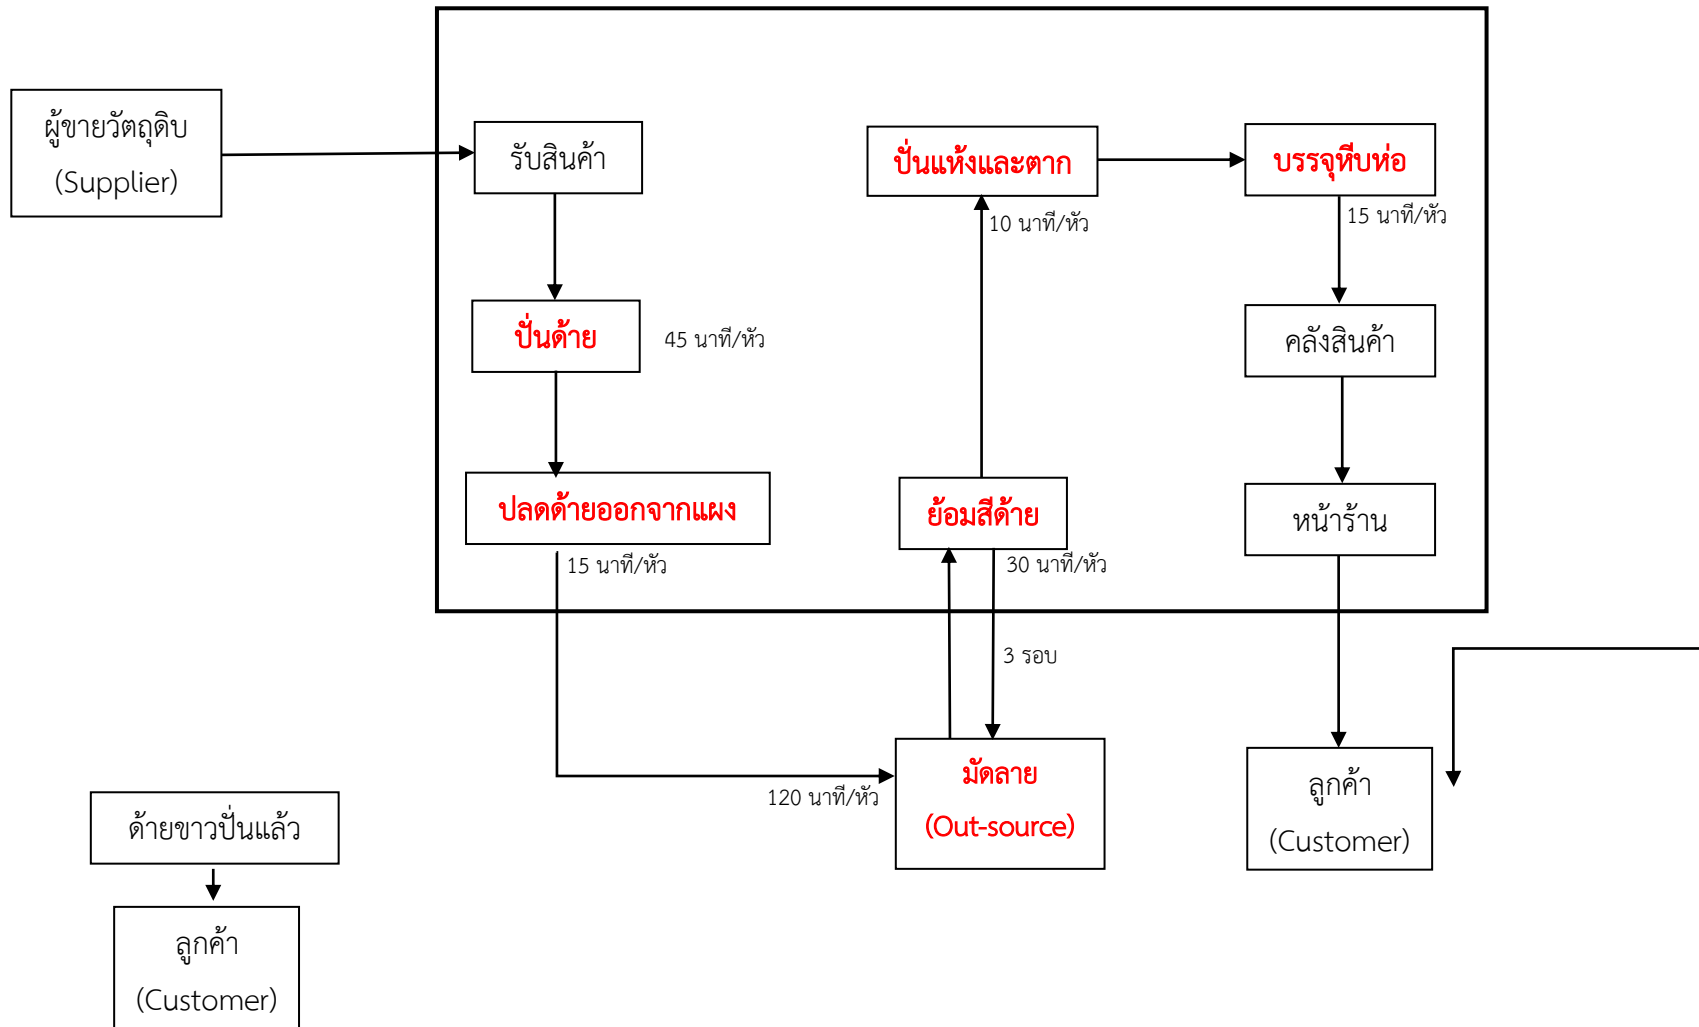 ผู้ขายวัตถุดิบ
(Supplier)
รับสินค้า
ปั่นด้าย
45 นาที/หัว
ปลดด้ายออกจากแผง
15 นาที/หัว
120 นาที/หัว
มัดลาย
(Out-source)
3 รอบ
ย้อมสีด้าย
30 นาที/หัว
ปั่นแห้งและตาก
10 นาที/หัว
บรรจุหีบห่อ
15 นาที/หัว
คลังสินค้า
หน้าร้าน
ลูกค้า
(Customer)
ด้ายขาวปั่นแล้ว
ลูกค้า
(Customer)